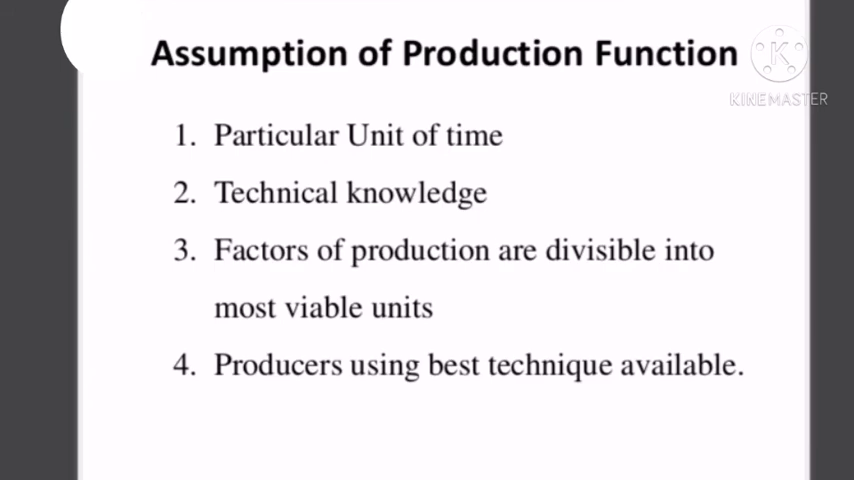 Assumption of Production Function
K
KINEMASTER
1. Particular Unit of time
2. Technical knowledge
3. Factors of production are divisible into
most viable units
4. Producers using best technique available.